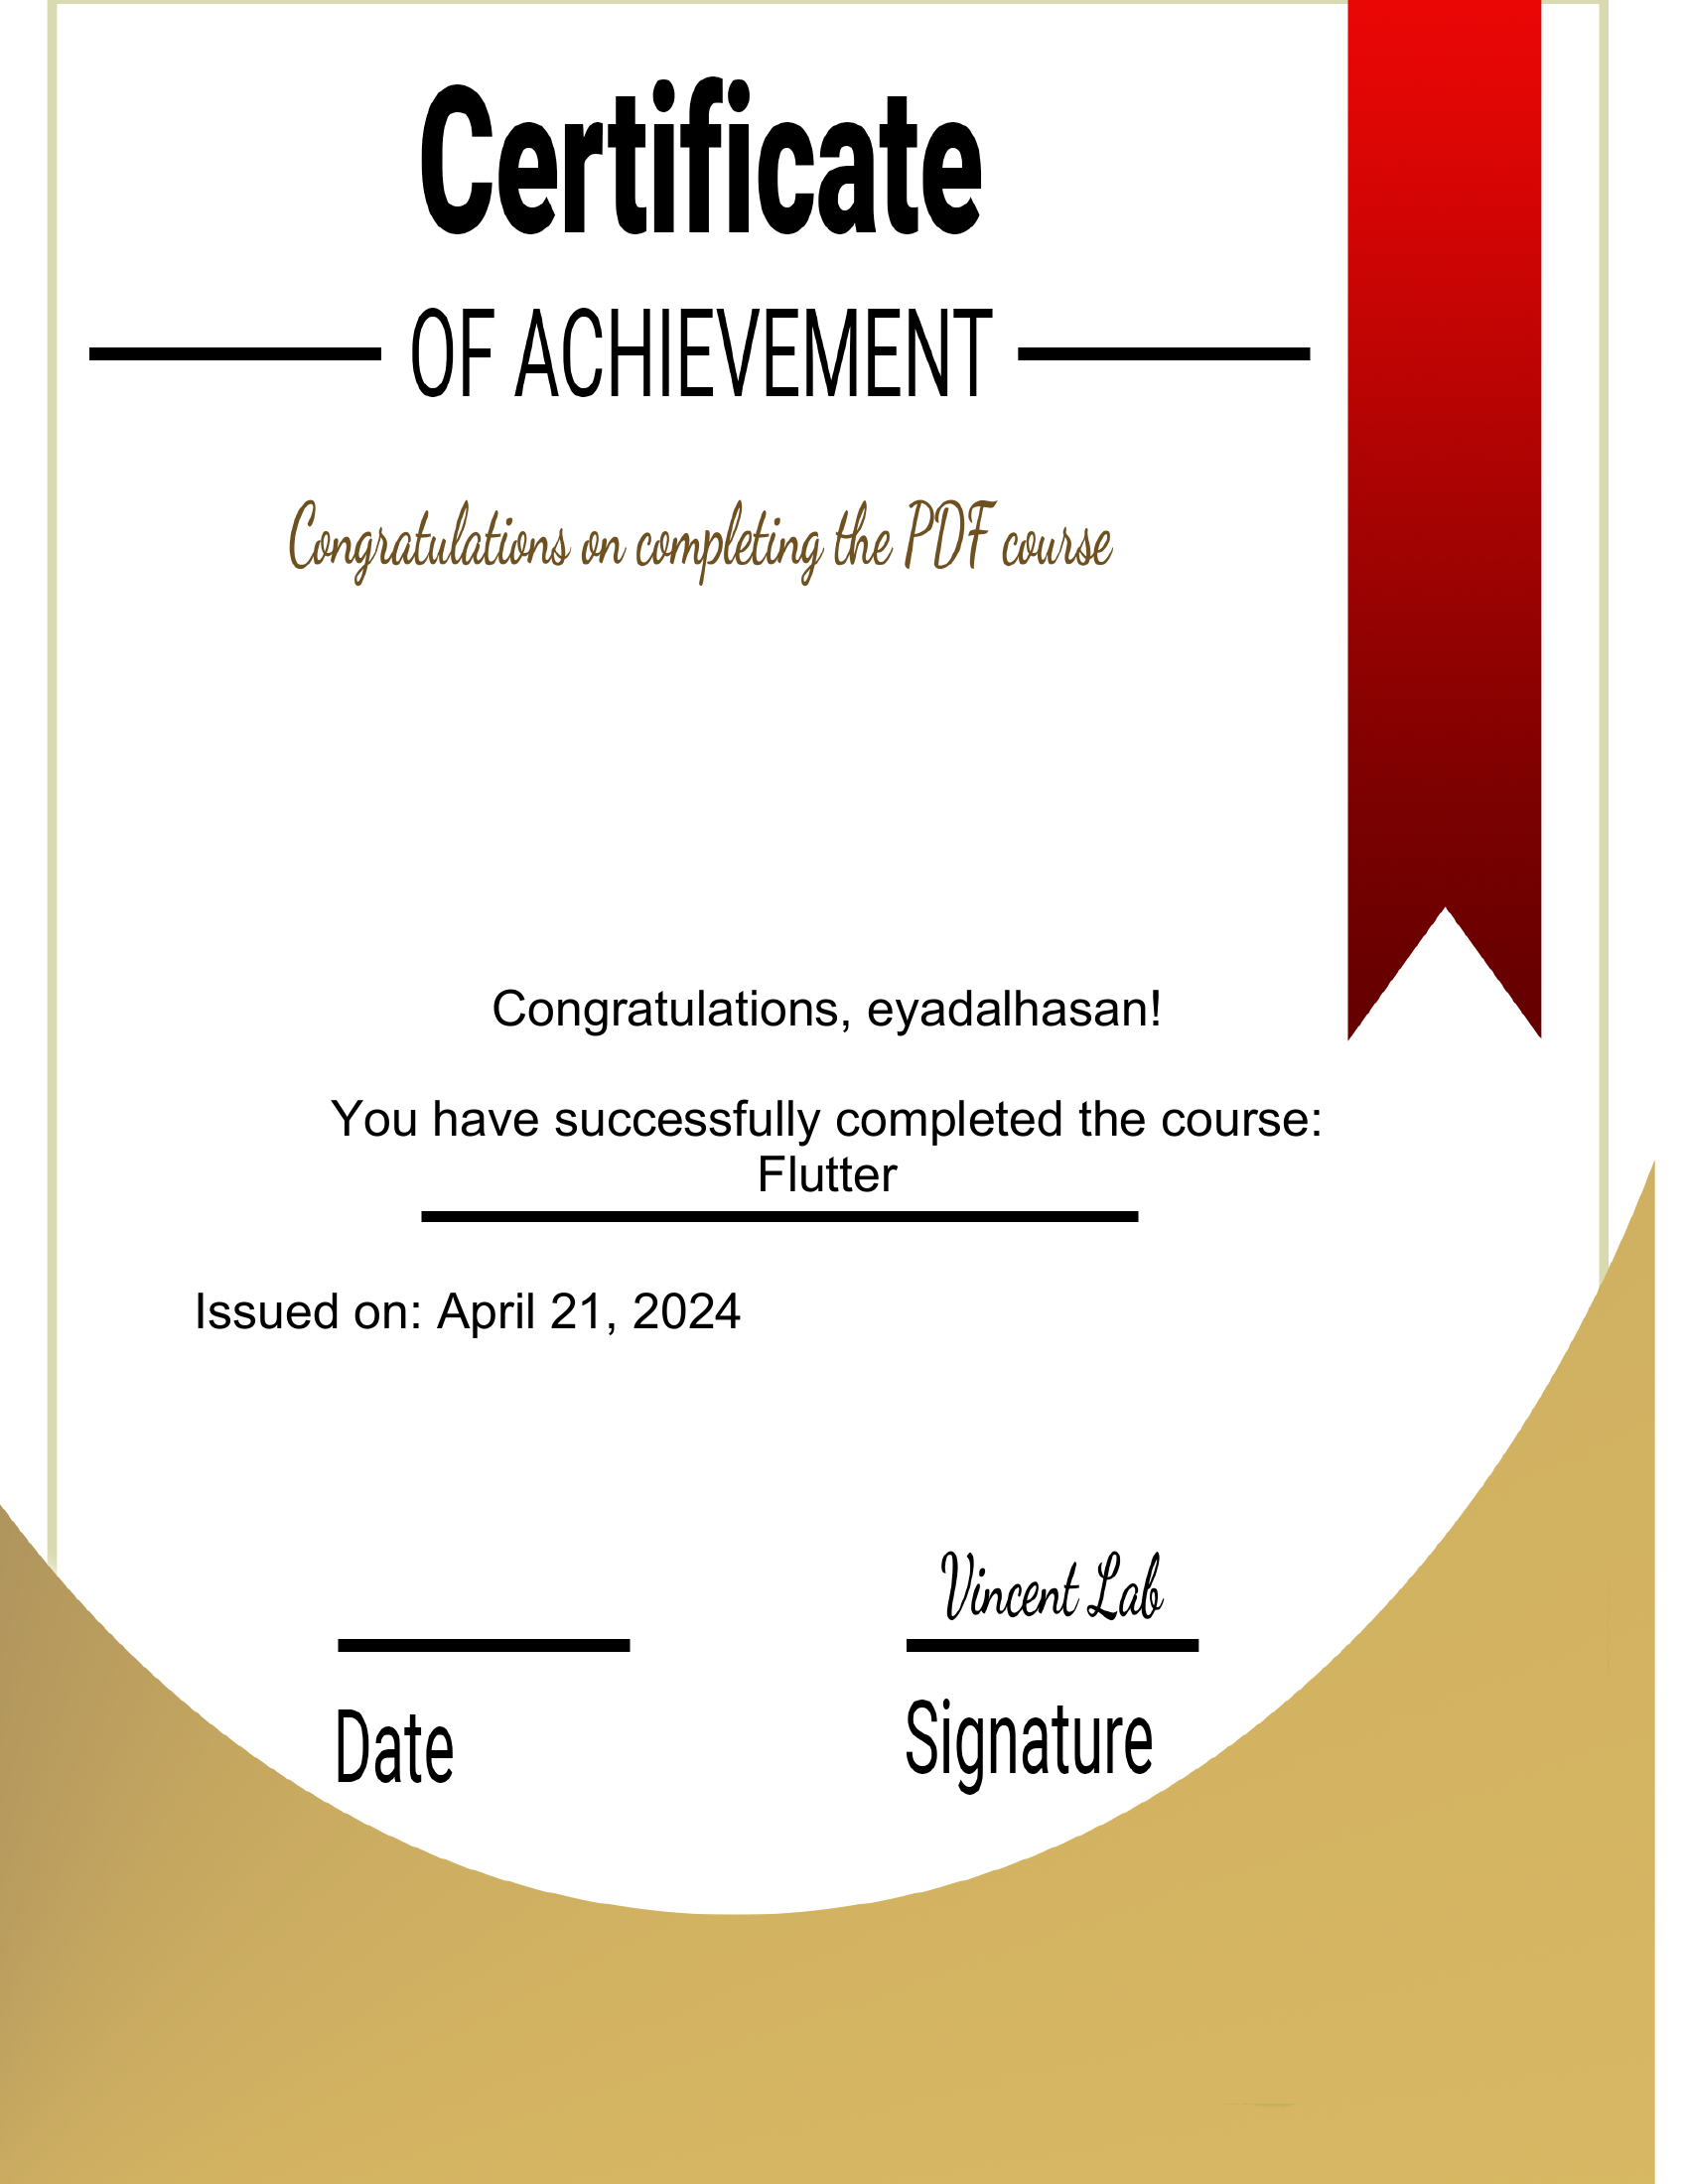 Certificate
OF ACHIEVEMENT
Congratulations on completing the PDF course
Congratulations, eyadalhasan!
You have successfully completed the course:
Flutter
Issued on: April 21, 2024
Vincent Lab
Date
Signature